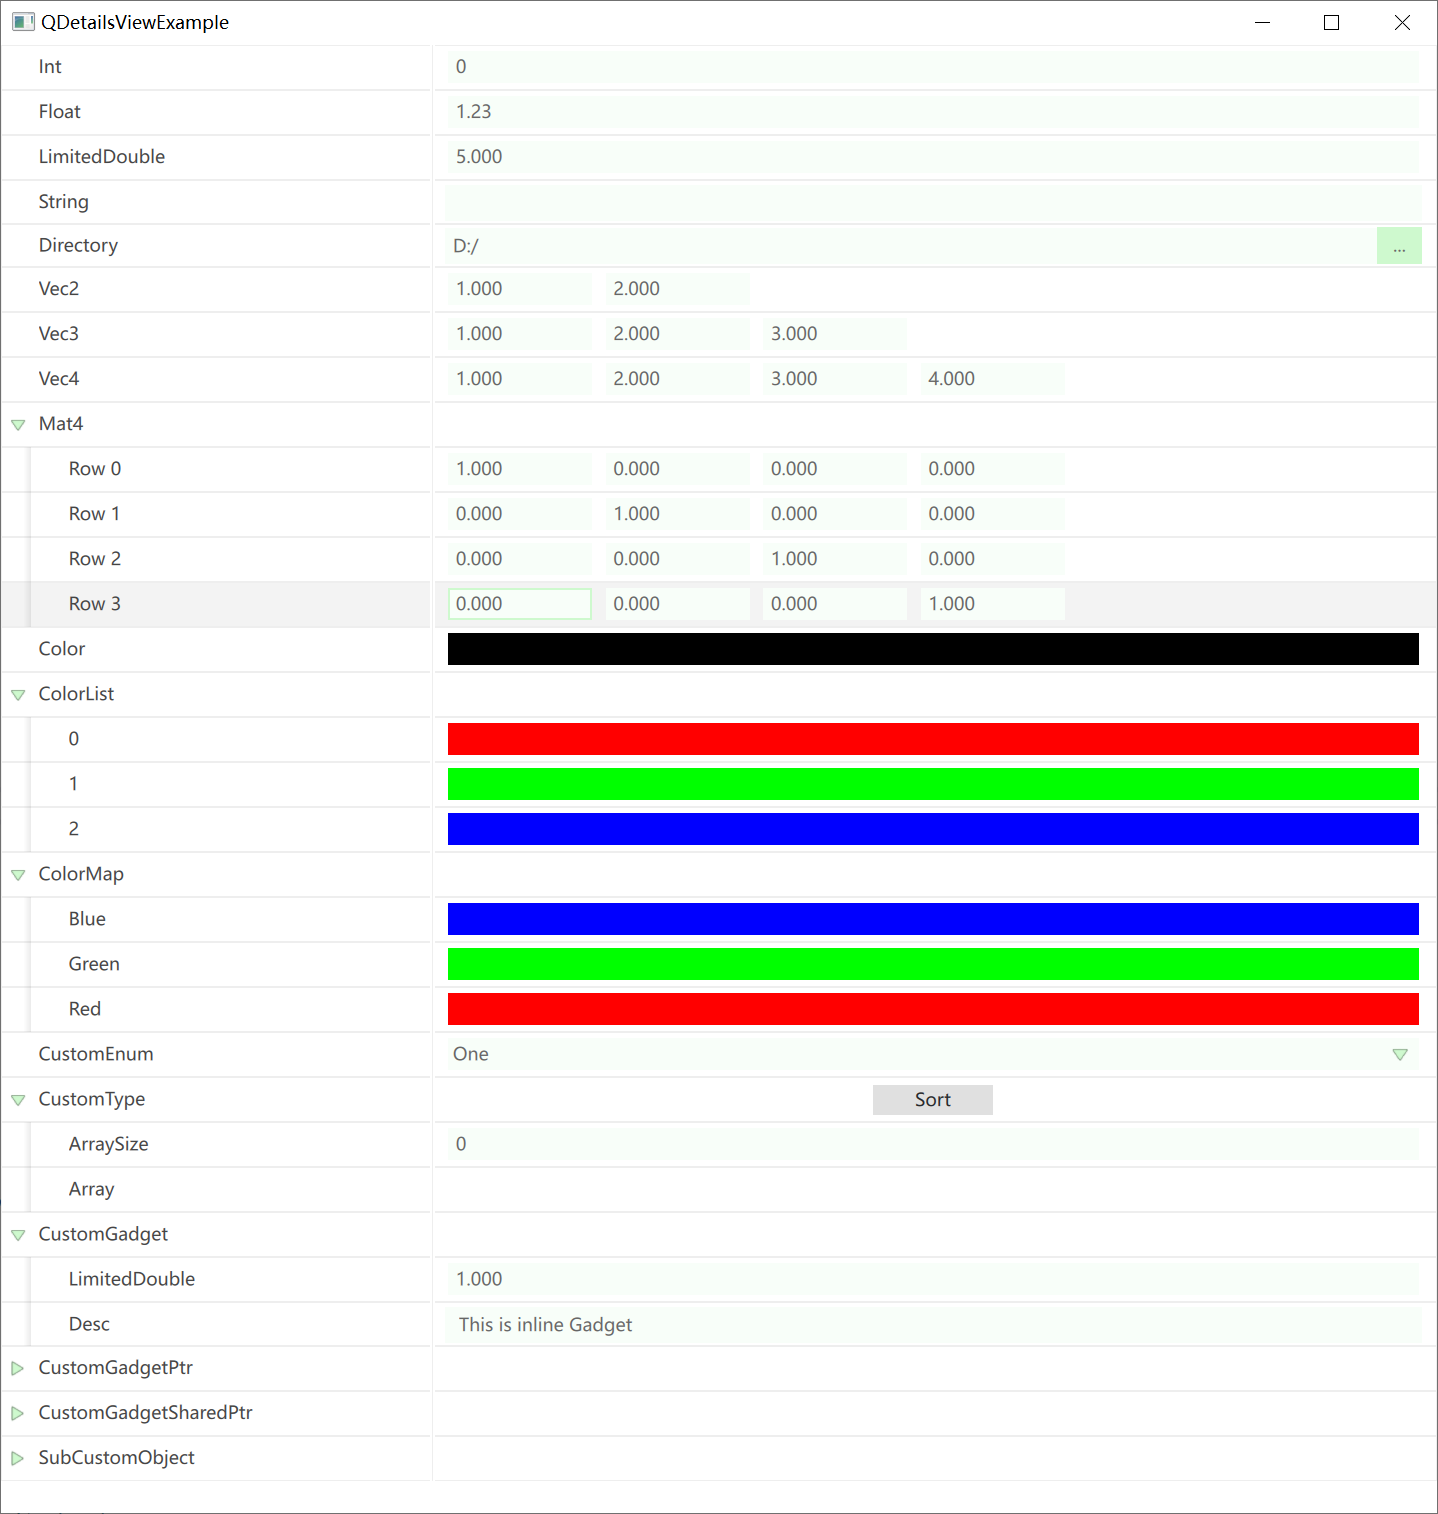 QDetailsViewExample
Int 0
Float 1.23
LimitedDouble 5.000
String
Directory D:/ ...
Vec2 1.000 2.000
Vec3 1.000 2.000 3.000
Vec4 1.000 2.000 3.000 4.000
Mat4
Row 0 1.000 0.000 0.000 0.000
Row 1 0.000 1.000 0.000 0.000
Row 2 0.000 0.000 1.000 0.000
Row 3 0.000 0.000 0.000 1.000
Color
ColorList
0
1
2
ColorMap
Blue
Green
Red
CustomEnum One
CustomType Sort
ArraySize 0
Array
CustomGadget
LimitedDouble 1.000
Desc This is inline Gadget
CustomGadgetPtr
CustomGadgetSharedPtr
SubCustomObject